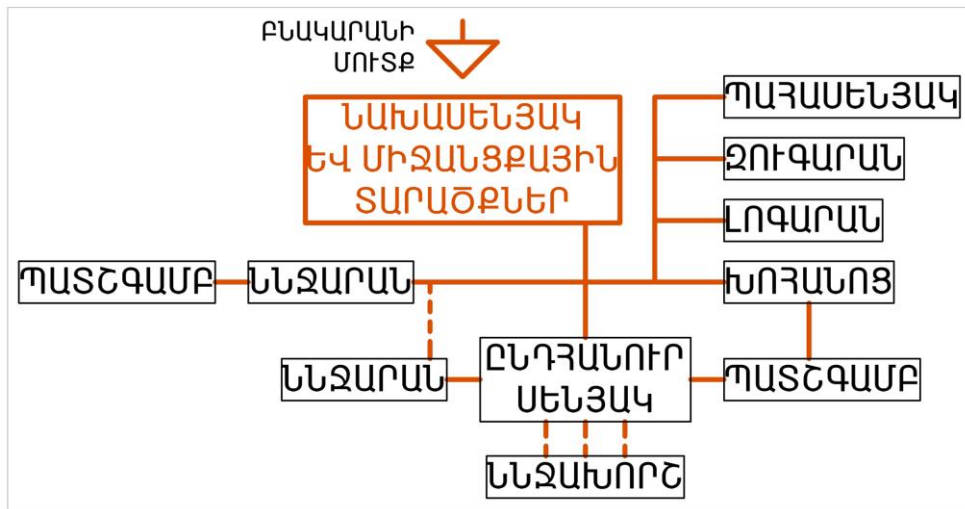 ԲՆԱԿԱՐԱՆԻ
ՄՈՒՏՔ
ՆԱԽԱՍԵՆՅԱԿ
ԵՎ ՄԻՋԱՆՑՔԱՅԻՆ
ՏԱՐԱԾՔՆԵՐ
ՊԱՀԱՍԵՆՅԱԿ
ԶՈՒԳԱՐԱՆ
ԼՈԳԱՐԱՆ
ՊԱՏՇԳԱՄԲ
ՆՆՋԱՐԱՆ
ԽՈՀԱՆՈՑ
ՆՆՋԱՐԱՆ
ԸՆԴՀԱՆՈՒՐ
ՍԵՆՅԱԿ
ՊԱՏՇԳԱՄԲ
ՆՆՋԱԽՈՐՇ